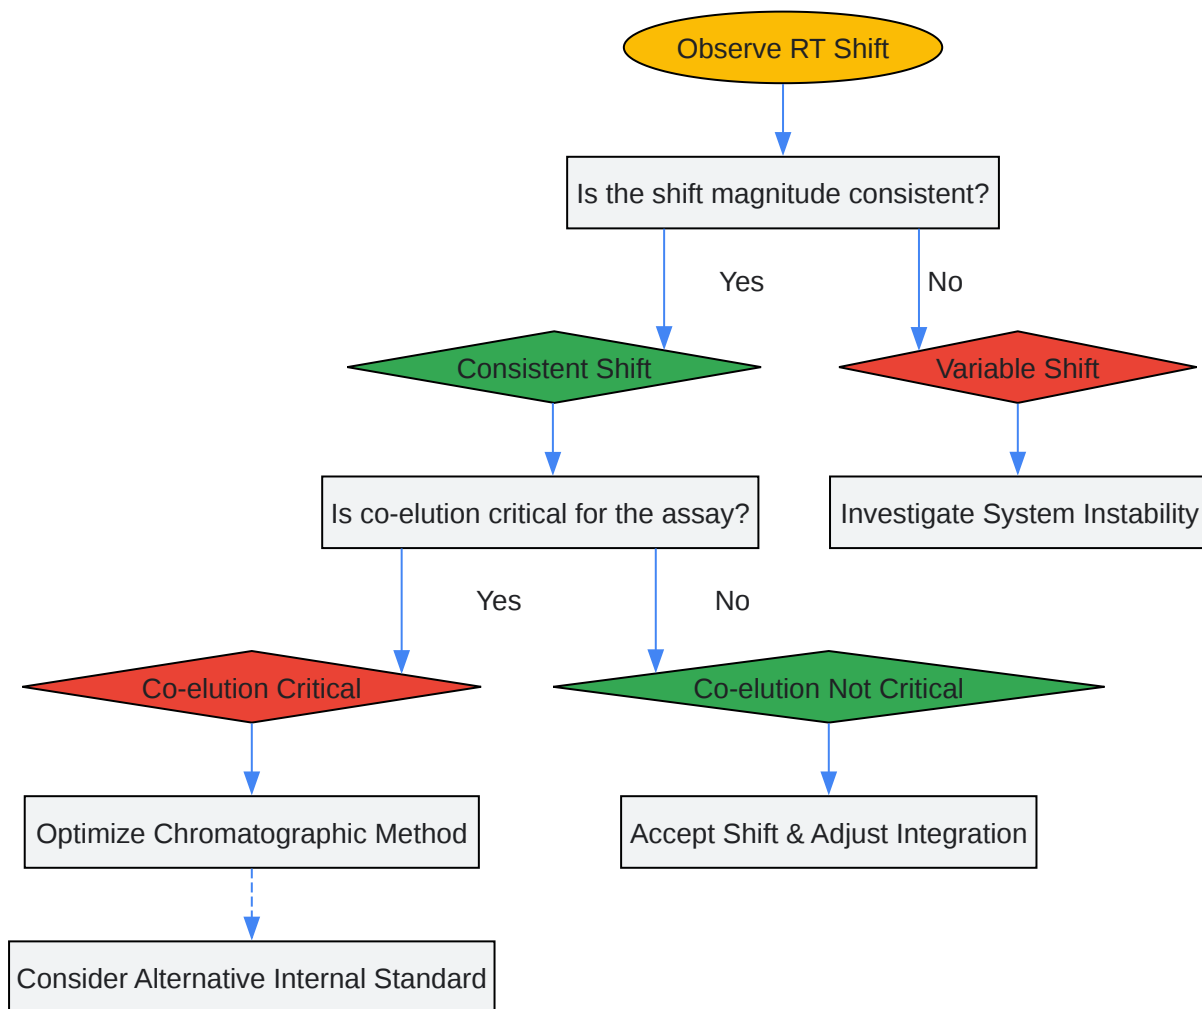 Observe RT Shift
Is the shift magnitude consistent?
Yes
No
Consistent Shift
Variable Shift
Is co-elution critical for the assay?
Investigate System Instability
Yes
No
Co-elution Critical
Co-elution Not Critical
Optimize Chromatographic Method
Accept Shift & Adjust Integration
Consider Alternative Internal Standard